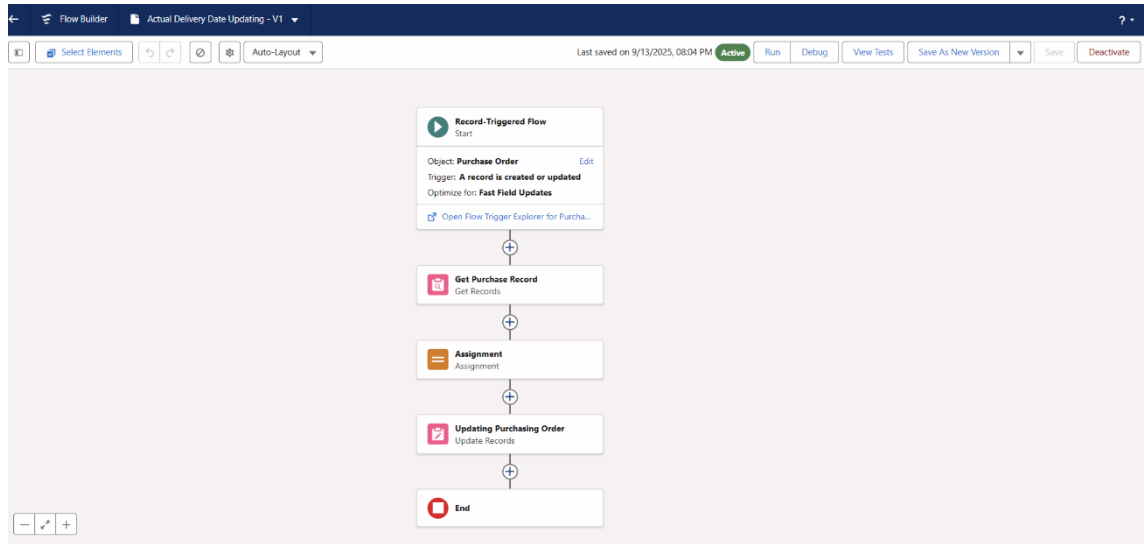 Flow Builder
Actual Delivery Date Updating - V1
?
Select Elements
Auto-Layout
Last saved on 9/13/2025, 08:04 PM
Active
Run
Debug
View Tests
Save As New Version
Save
Deactivate
Record-Triggered Flow
Start
Object: Purchase Order
Edit
Trigger: A record is created or updated
Optimize for: Fast Field Updates
Open Flow Trigger Explorer for Purcha...
Get Purchase Record
Get Records
Assignment
Assignment
Updating Purchasing Order
Update Records
End